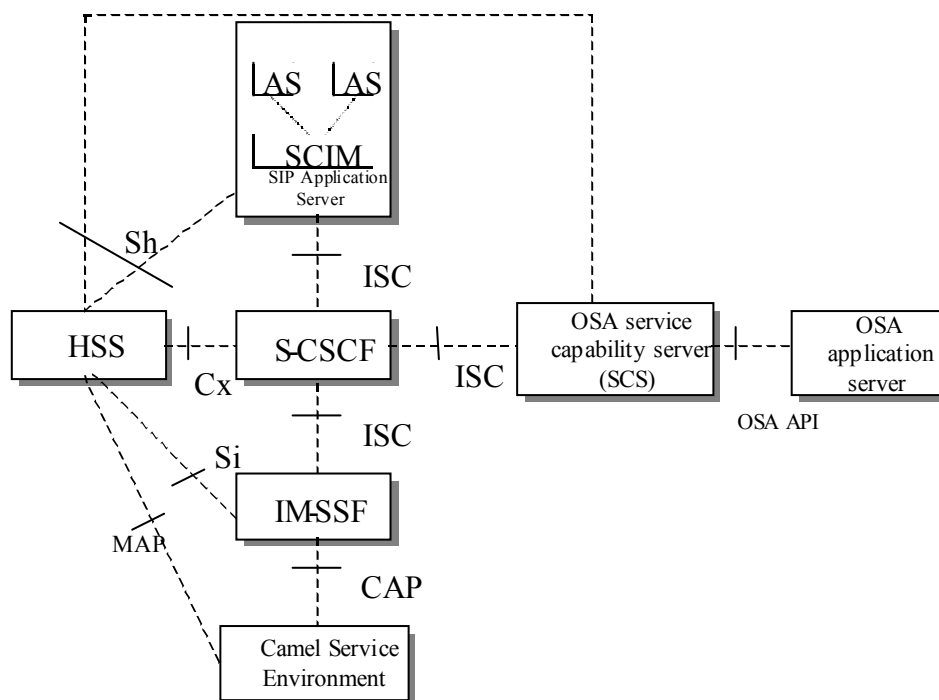 AS AS
SCIM
SIP Application
Server
Sh
ISC
HSS
S-CSCF
OSA service
capability server
(SCS)
OSA
application
server
Cx
ISC
OSA API
ISC
Si
IM-SSF
MAP
CAP
Camel Service
Environment